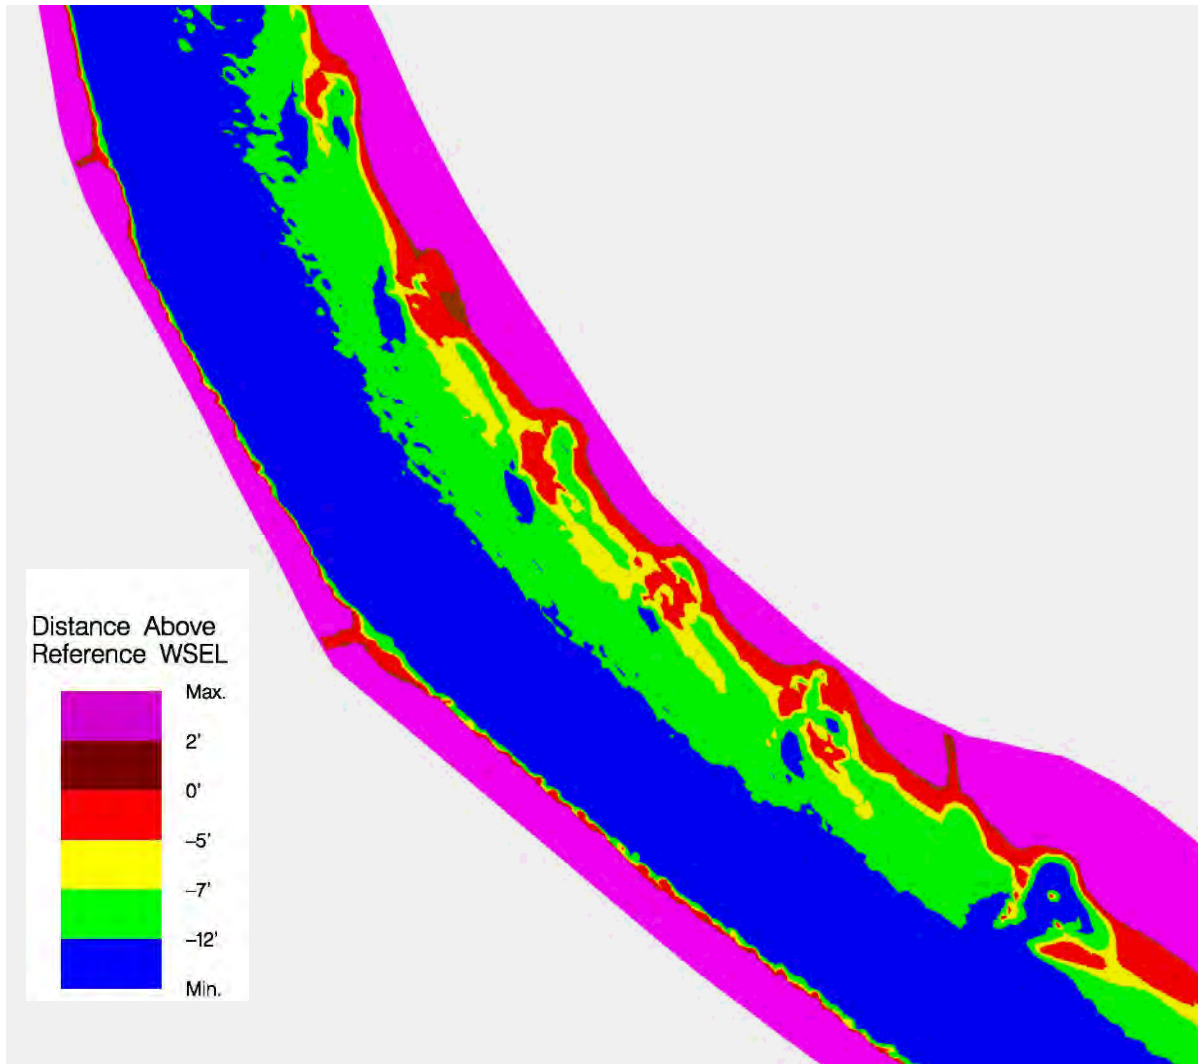 Distance Above
Reference WSEL
Max.
2'
0'
–5'
–7'
–12'
Min.